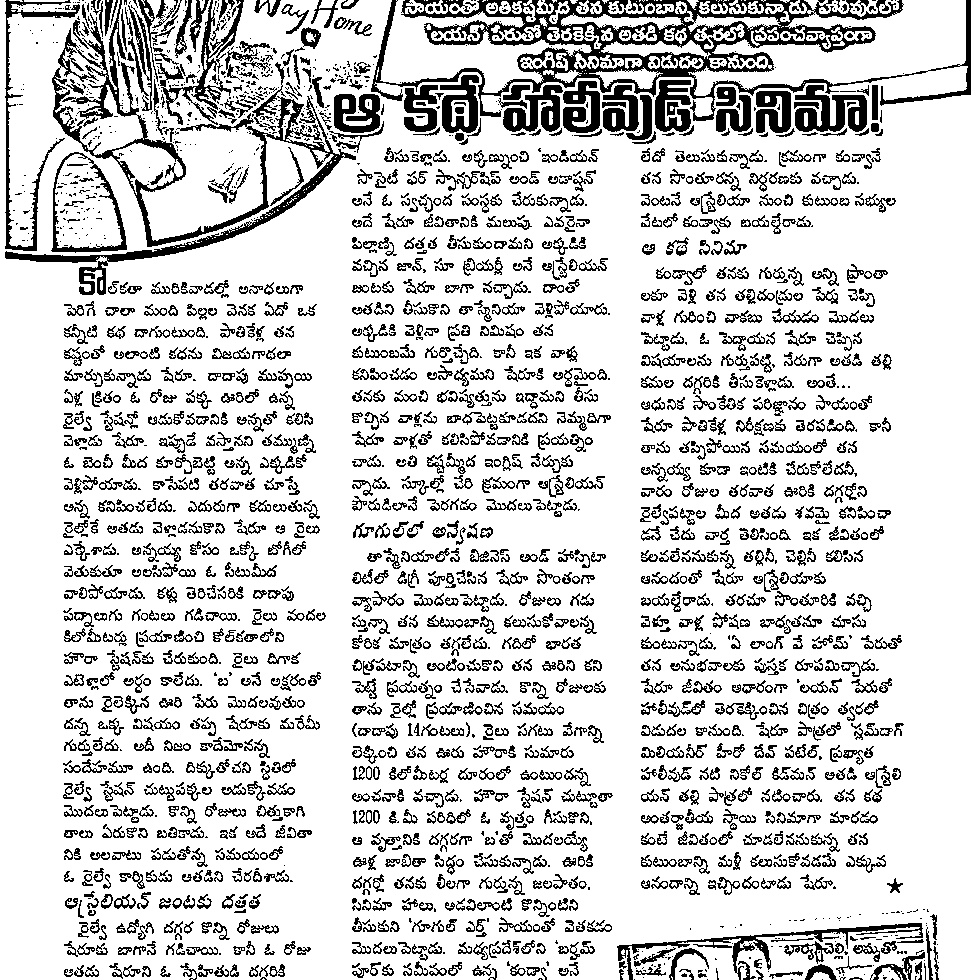 Way Home
సాయంతో అతికష్టమ్మీద తన కుటుంబాన్ని కలుసుకున్నాడు. హాలీవుడ్‌లో
'లయన్' పేరుతో తెరకెక్కిన అతడి కథ త్వరలో ప్రపంచవ్యాప్తంగా
ఇంగ్లిష్ సినిమాగా విడుదల కానుంది.
ఆ కథే హాలీవుడ్ సినిమా!
కోల్‌కతా మురికివాడల్లో అనాథలుగా
పెరిగే చాలా మంది పిల్లల వెనక ఏదో ఒక
కన్నీటి కథ దాగుంటుంది. పాతికేళ్ల తన
కష్టంతో అలాంటి కథను విజయగాథలా
మార్చుకున్నాడు షేరూ. దాదాపు ముప్పయి
ఏళ్ల క్రితం ఓ రోజు పక్క ఊరిలో ఉన్న
రైల్వే స్టేషన్లో ఆడుకోవడానికి అన్నతో కలిసి
వెళ్లాడు షేరూ. ఇప్పుడే వస్తానని తమ్ముణ్ని
ఓ బెంచీ మీద కూర్చోబెట్టి అన్న ఎక్కడికో
వెళ్లిపోయాడు. కాసేపటి తరవాత చూస్తే
అన్న కనిపించలేదు. ఎదురుగా కదులుతున్న
రైల్లోకే అతడు వెళ్లాడనుకొని షేరూ ఆ రైలు
ఎక్కేశాడు. అన్నయ్య కోసం ఒక్కో బోగీలో
వెతుకుతూ అలసిపోయి ఓ సీటుమీద
వాలిపోయాడు. కళ్లు తెరిచేసరికి దాదాపు
పద్నాలుగు గంటలు గడిచాయి. రైలు వందల
కిలోమీటర్లు ప్రయాణించి కోల్‌కతాలోని
హౌరా స్టేషన్‌కు చేరుకుంది. రైలు దిగాక
ఎటెళ్లాలో అర్థం కాలేదు. 'బ' అనే అక్షరంతో
తాను రైలెక్కిన ఊరి పేరు మొదలవుతుం
దన్న ఒక్క విషయం తప్ప షేరూకు మరేమీ
గుర్తులేదు. అదీ నిజం కాదేమోనన్న
సందేహమూ ఉంది. దిక్కుతోచని స్థితిలో
రైల్వే స్టేషన్ చుట్టుపక్కల అడుక్కోవడం
మొదలుపెట్టాడు. కొన్ని రోజులు చిత్తుకాగి
తాలు ఏరుకొని బతికాడు. ఇక అదే జీవితా
నికి అలవాటు పడుతోన్న సమయంలో
ఓ రైల్వే కార్మికుడు అతడిని చేరదీశాడు.
ఆస్ట్రేలియన్ జంటకు దత్తత
రైల్వే ఉద్యోగి దగ్గర కొన్ని రోజులు
షేరూకు బాగానే గడిచాయి. కానీ ఓ రోజు
అతడు షేరూని ఓ స్నేహితుడి దగ్గరికి
తీసుకెళ్లాడు. అక్కణ్నుంచి 'ఇండియన్
సొసైటీ ఫర్ స్పాన్సర్‌షిప్ అండ్ అడాప్షన్'
అనే ఓ స్వచ్ఛంద సంస్థకు చేరుకున్నాడు.
అదే షేరూ జీవితానికి మలుపు. ఎవరైనా
పిల్లాణ్ని దత్తత తీసుకుందామని అక్కడికి
వచ్చిన జాన్, సూ బ్రియర్లీ అనే ఆస్ట్రేలియన్
జంటకు షేరూ బాగా నచ్చాడు. దాంతో
అతడిని తీసుకొని తాస్మేనియా వెళ్లిపోయారు.
అక్కడికి వెళ్లినా ప్రతి నిమిషం తన
కుటుంబమే గుర్తొచ్చేది. కానీ ఇక వాళ్లు
కనిపించడం అసాధ్యమని షేరూకి అర్థమైంది.
తనకు మంచి భవిష్యత్తును ఇద్దామని తీసు
కొచ్చిన వాళ్లను బాధపెట్టకూడదని నెమ్మదిగా
షేరూ వాళ్లతో కలిసిపోవడానికి ప్రయత్నిం
చాడు. అతి కష్టమ్మీద ఇంగ్లిష్ నేర్చుకు
న్నాడు. స్కూల్లో చేరి క్రమంగా ఆస్ట్రేలియన్
పౌరుడిలానే పెరగడం మొదలుపెట్టాడు.
గూగుల్‌లో అన్వేషణ
తాస్మేనియాలోనే బిజినెస్ అండ్ హాస్పిటా
లిటీలో డిగ్రీ పూర్తిచేసిన షేరూ సొంతంగా
వ్యాపారం మొదలుపెట్టాడు. రోజులు గడు
స్తున్నా తన కుటుంబాన్ని కలుసుకోవాలన్న
కోరిక మాత్రం తగ్గలేదు. గదిలో భారత
చిత్రపటాన్ని అంటించుకొని తన ఊరిని కని
పెట్టే ప్రయత్నం చేసేవాడు. కొన్ని రోజులకు
తాను రైల్లో ప్రయాణించిన సమయం
(దాదాపు 14గంటలు), రైలు సగటు వేగాన్ని
లెక్కించి తన ఊరు హౌరాకి సుమారు
1200 కిలోమీటర్ల దూరంలో ఉంటుందన్న
అంచనాకి వచ్చాడు. హౌరా స్టేషన్ చుట్టూతా
1200 కి.మీ పరిధిలో ఓ వృత్తం గీసుకొని,
ఆ వృత్తానికి దగ్గరగా 'బ'తో మొదలయ్యే
ఊళ్ల జాబితా సిద్ధం చేసుకున్నాడు. ఊరికి
దగ్గర్లో తనకు లీలగా గుర్తున్న జలపాతం,
సినిమా హాలు, అడవిలాంటి కొన్నింటిని
తీసుకుని 'గూగుల్ ఎర్త్' సాయంతో వెతకడం
మొదలుపెట్టాడు. మధ్యప్రదేశ్‌లోని 'బర్హమ్
పూర్‌కు సమీపంలో ఉన్న 'కండ్వా' అనే
లేదో తెలుసుకున్నాడు. క్రమంగా కండ్వానే
తన సొంతూరన్న నిర్ధరణకు వచ్చాడు.
వెంటనే ఆస్ట్రేలియా నుంచి కుటుంబ సభ్యుల
వేటలో కండ్వాకు బయల్దేరాడు.
ఆ కథే సినిమా
కండ్వాలో తనకు గుర్తున్న అన్ని ప్రాంతా
లకూ వెళ్లి తన తల్లిదండ్రుల పేర్లు చెప్పి
వాళ్ల గురించి వాకబు చేయడం మొదలు
పెట్టాడు. ఓ పెద్దాయన షేరూ చెప్పిన
విషయాలను గుర్తుపట్టి, నేరుగా అతడి తల్లి
కమల దగ్గరికి తీసుకెళ్లాడు. అంతే...
ఆధునిక సాంకేతిక పరిజ్ఞానం సాయంతో
షేరూ పాతికేళ్ల నిరీక్షణకు తెరపడింది. కానీ
తాను తప్పిపోయిన సమయంలో తన
అన్నయ్య కూడా ఇంటికి చేరుకోలేదనీ,
వారం రోజుల తరవాత ఊరికి దగ్గర్లోని
రైల్వేపట్టాల మీద అతడు శవమై కనిపించా
డనే చేదు వార్త తెలిసింది. ఇక జీవితంలో
కలవలేననుకున్న తల్లినీ, చెల్లినీ కలిసిన
ఆనందంతో షేరూ ఆస్ట్రేలియాకు
బయల్దేరాడు. తరచూ సొంతూరికి వచ్చి
వెళ్తూ వాళ్ల పోషణ బాధ్యతనూ చూసు
కుంటున్నాడు. 'ఏ లాంగ్ వే హోమ్' పేరుతో
తన అనుభవాలకు పుస్తక రూపమిచ్చాడు.
షేరూ జీవితం ఆధారంగా 'లయన్' పేరుతో
హాలీవుడ్‌లో తెరకెక్కించిన చిత్రం త్వరలో
విడుదల కానుంది. షేరూ పాత్రలో 'స్లమ్‌డాగ్
మిలియనీర్' హీరో దేవ్ పటేల్, ప్రఖ్యాత
హాలీవుడ్ నటి నికోల్ కిడ్‌మన్ అతడి ఆస్ట్రేలి
యన్ తల్లి పాత్రలో నటించారు. తన కథ
అంతర్జాతీయ స్థాయి సినిమాగా మారడం
కంటే జీవితంలో చూడలేననుకున్న తన
కుటుంబాన్ని మళ్లీ కలుసుకోవడమే ఎక్కువ
ఆనందాన్ని ఇచ్చిందంటాడు షేరూ. ★
భార్య, చెల్లి, అమ్మతో...